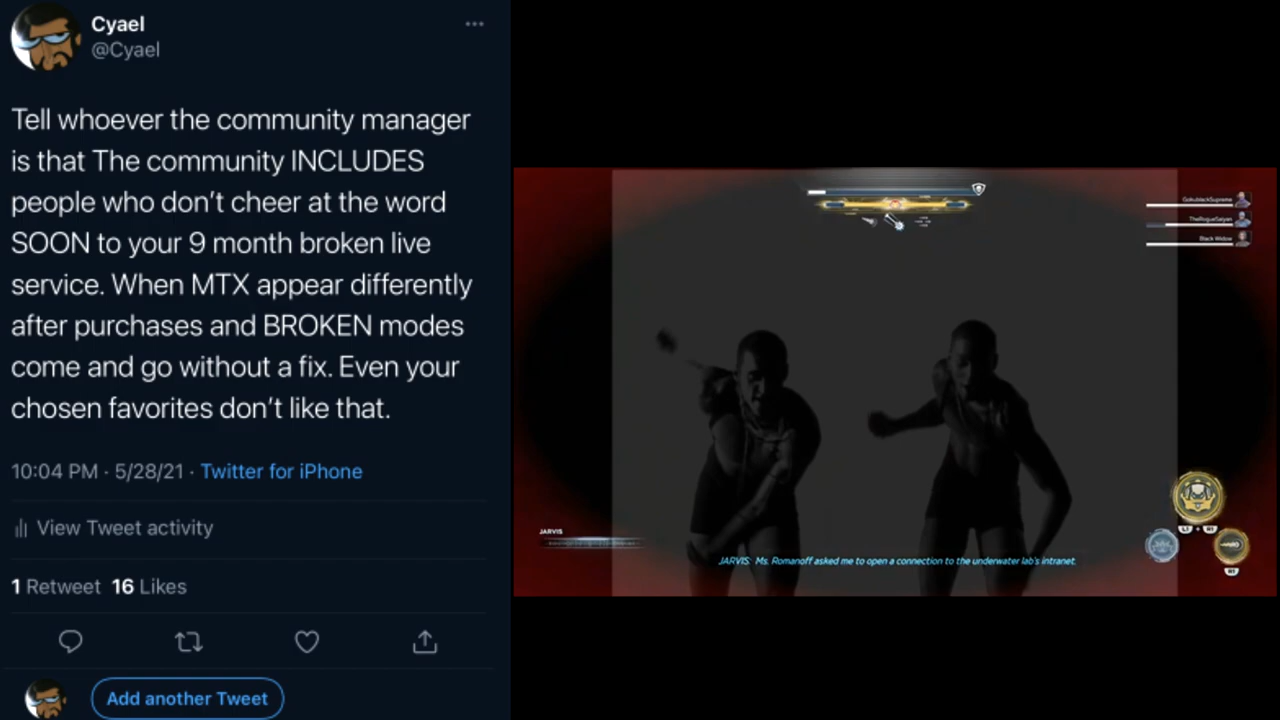 Cyael
@Cyael
Tell whoever the community manager
is that The community INCLUDES
people who don't cheer at the word
SOON to your 9 month broken live
service. When MTX appear differently
after purchases and BROKEN modes
come and go without a fix. Even your
chosen favorites don't like that.
10:04 PM · 5/28/21 · Twitter for iPhone
View Tweet activity
1 Retweet 16 Likes
Add another Tweet
GokublackSupreme
TheRogueSaiyan
Black Widow
JARVIS
JARVIS: Ms. Romanoff asked me to open a connection to the underwater lab's intranet.
L1 + R1